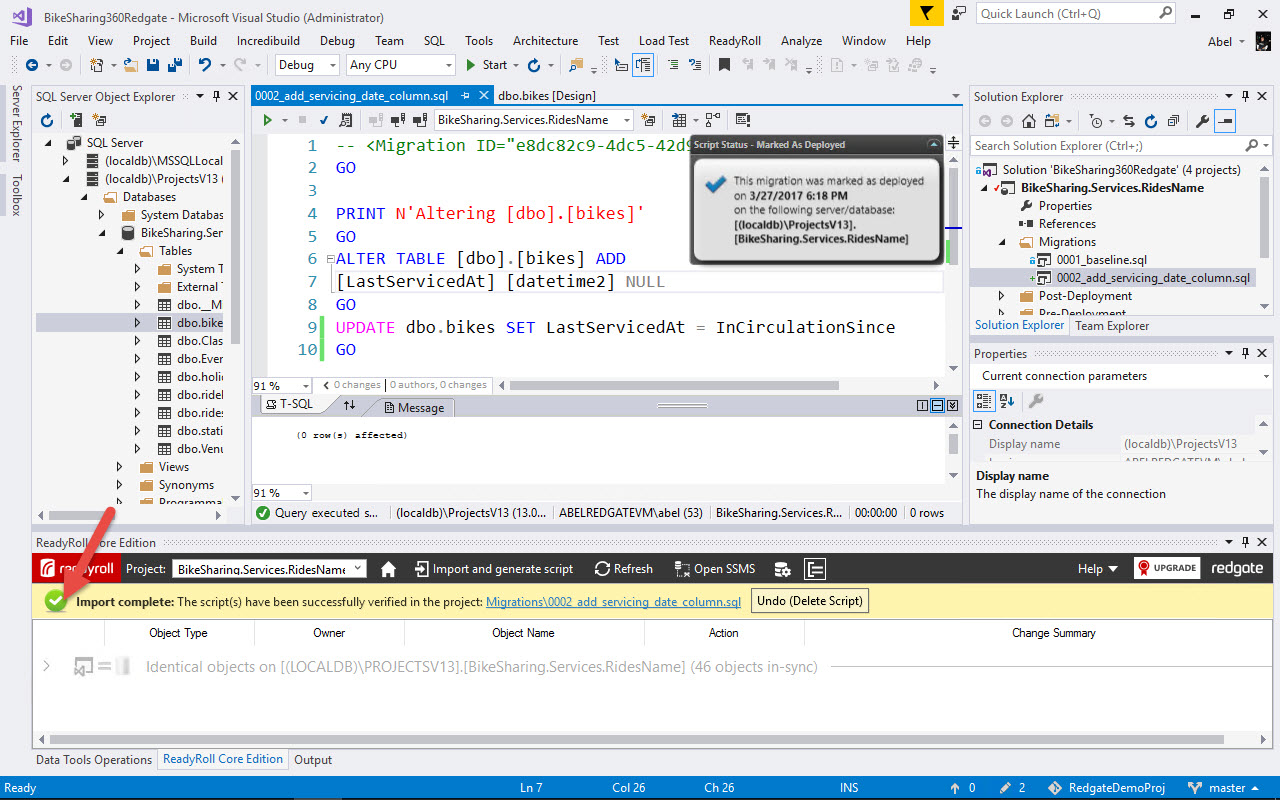 BikeSharing360Redgate - Microsoft Visual Studio (Administrator)
Quick Launch (Ctrl+Q)
File Edit View Project Build Incredibuild Debug Team SQL Tools Architecture Test Load Test ReadyRoll Analyze Window Help
Abel
Debug Any CPU Start
Server Explorer
Toolbox
SQL Server Object Explorer
SQL Server
(localdb)\MSSQLLocal
(localdb)\ProjectsV13 (
Databases
System Databas
BikeSharing.Ser
Tables
System T
External T
dbo.__M
dbo.bike
dbo.Clas
dbo.Even
dbo.holic
dbo.ridel
dbo.rides
dbo.stati
dbo.Venu
Views
Synonyms
Programma
0002_add_servicing_date_column.sql
dbo.bikes [Design]
BikeSharing.Services.RidesName
1 -- <Migration ID="e8dc82c9-4dc5-42d9
2 GO
3
4 PRINT N'Altering [dbo].[bikes]'
5 GO
6 ALTER TABLE [dbo].[bikes] ADD
7 [LastServicedAt] [datetime2] NULL
8 GO
9 UPDATE dbo.bikes SET LastServicedAt = InCirculationSince
10 GO
Script Status - Marked As Deployed
This migration was marked as deployed
on 3/27/2017 6:18 PM
on the following server/database:
[(localdb)\ProjectsV13].
[BikeSharing.Services.RidesName]
91 % 0 changes | 0 authors, 0 changes
T-SQL Message
(0 row(s) affected)
91 %
Query executed s... (localdb)\ProjectsV13 (13.0... ABELREDGATEVM\abel (53) BikeSharing.Services.R... 00:00:00 0 rows
Solution Explorer
Search Solution Explorer (Ctrl+;)
Solution 'BikeSharing360Redgate' (4 projects)
BikeSharing.Services.RidesName
Properties
References
Migrations
0001_baseline.sql
0002_add_servicing_date_column.sql
Post-Deployment
Pre-Deployment
Solution Explorer Team Explorer
Properties
Current connection parameters
Connection Details
Display name (localdb)\ProjectsV13
Display name
The display name of the connection
ReadyRoll Core Edition
readyroll Project: BikeSharing.Services.RidesName Import and generate script Refresh Open SSMS Help UPGRADE redgate
Import complete: The script(s) have been successfully verified in the project: Migrations\0002_add_servicing_date_column.sql Undo (Delete Script)
Object Type Owner Object Name Action Change Summary
Identical objects on [(LOCALDB)\PROJECTSV13].[BikeSharing.Services.RidesName] (46 objects in-sync)
Data Tools Operations ReadyRoll Core Edition Output
Ready Ln 7 Col 26 Ch 26 INS 0 2 RedgateDemoProj master